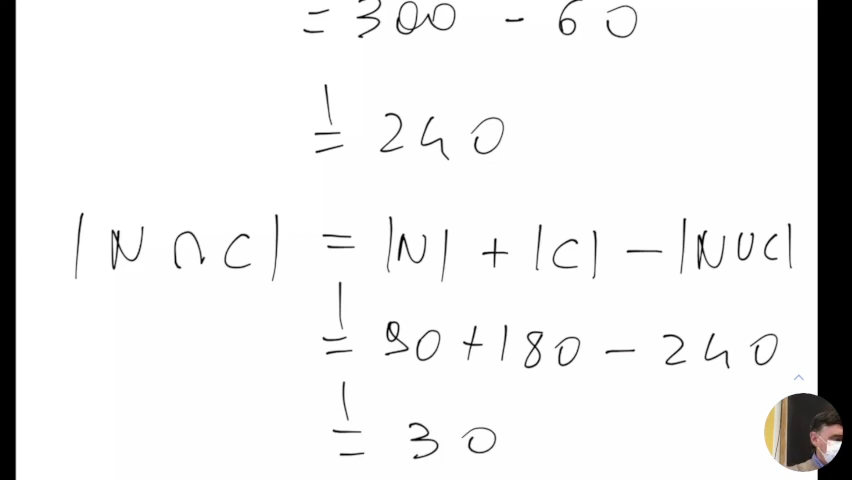 = 300 - 60
= 240
|N ∩ C| = |N| + |C| - |N ∪ C|
= 90 + 180 - 240
= 30